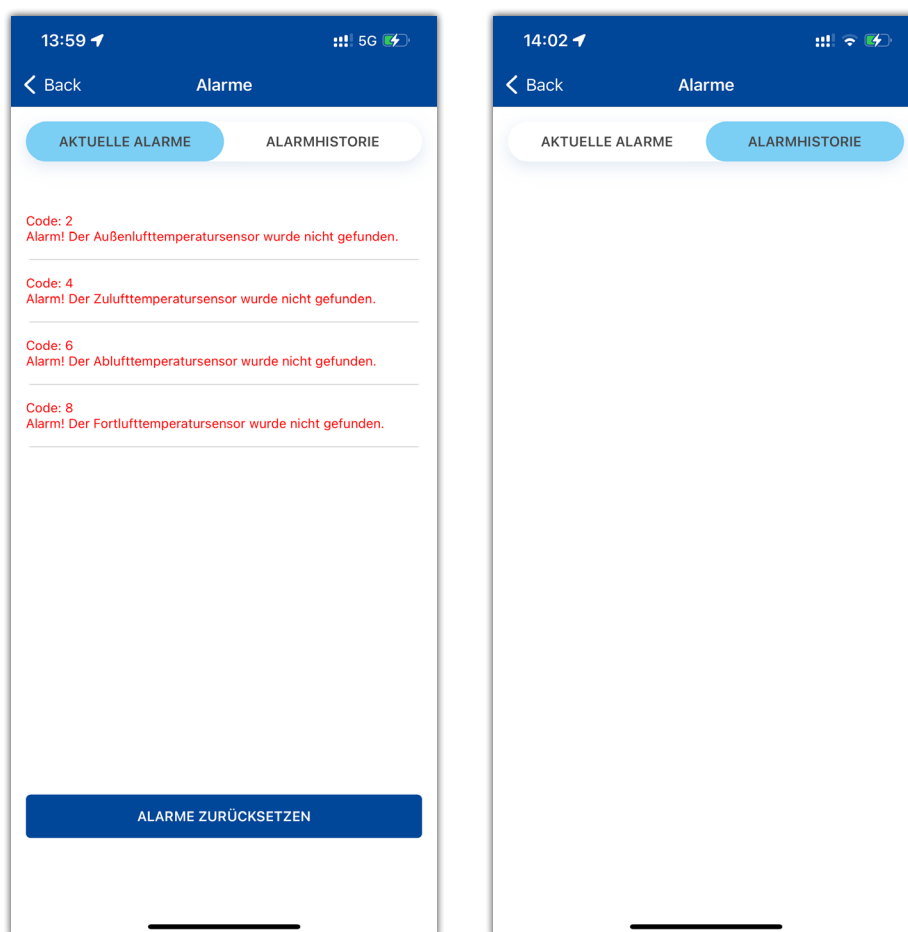 13:59
5G
Back
Alarme
AKTUELLE ALARME
ALARMHISTORIE
Code: 2
Alarm! Der Außenlufttemperatursensor wurde nicht gefunden.
Code: 4
Alarm! Der Zulufttemperatursensor wurde nicht gefunden.
Code: 6
Alarm! Der Ablufttemperatursensor wurde nicht gefunden.
Code: 8
Alarm! Der Fortlufttemperatursensor wurde nicht gefunden.
ALARME ZURÜCKSETZEN
14:02
Back
Alarme
AKTUELLE ALARME
ALARMHISTORIE